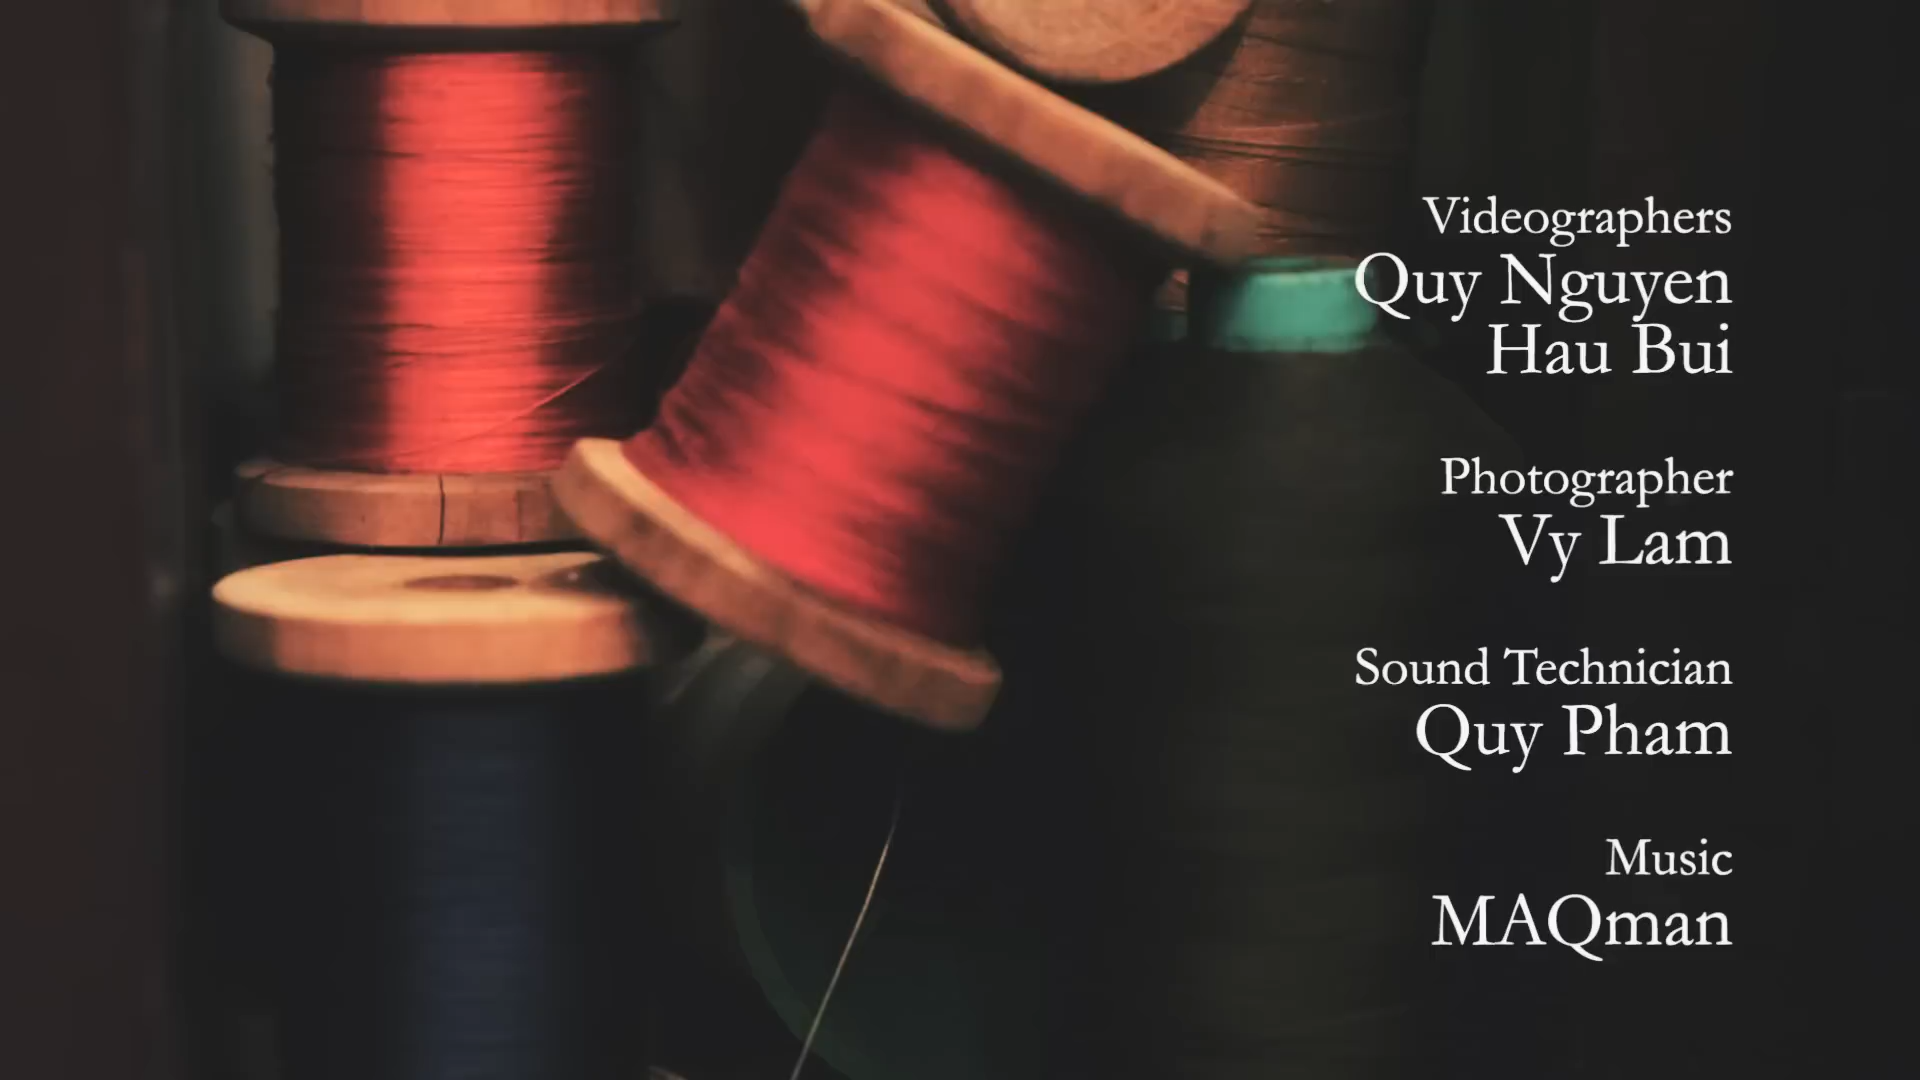 Videographers
Quy Nguyen
Hau Bui
Photographer
Vy Lam
Sound Technician
Quy Pham
Music
MAQman